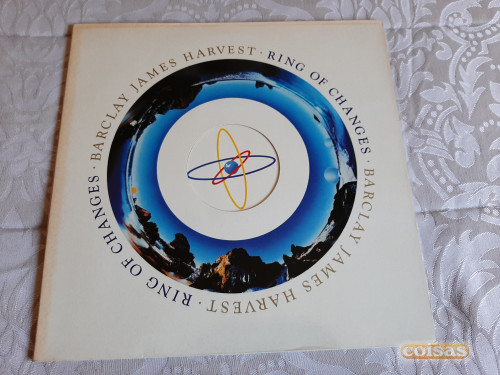 BARCLAY JAMES HARVEST · RING OF CHANGES · BARCLAY JAMES HARVEST · RING OF CHANGES ·
coisas